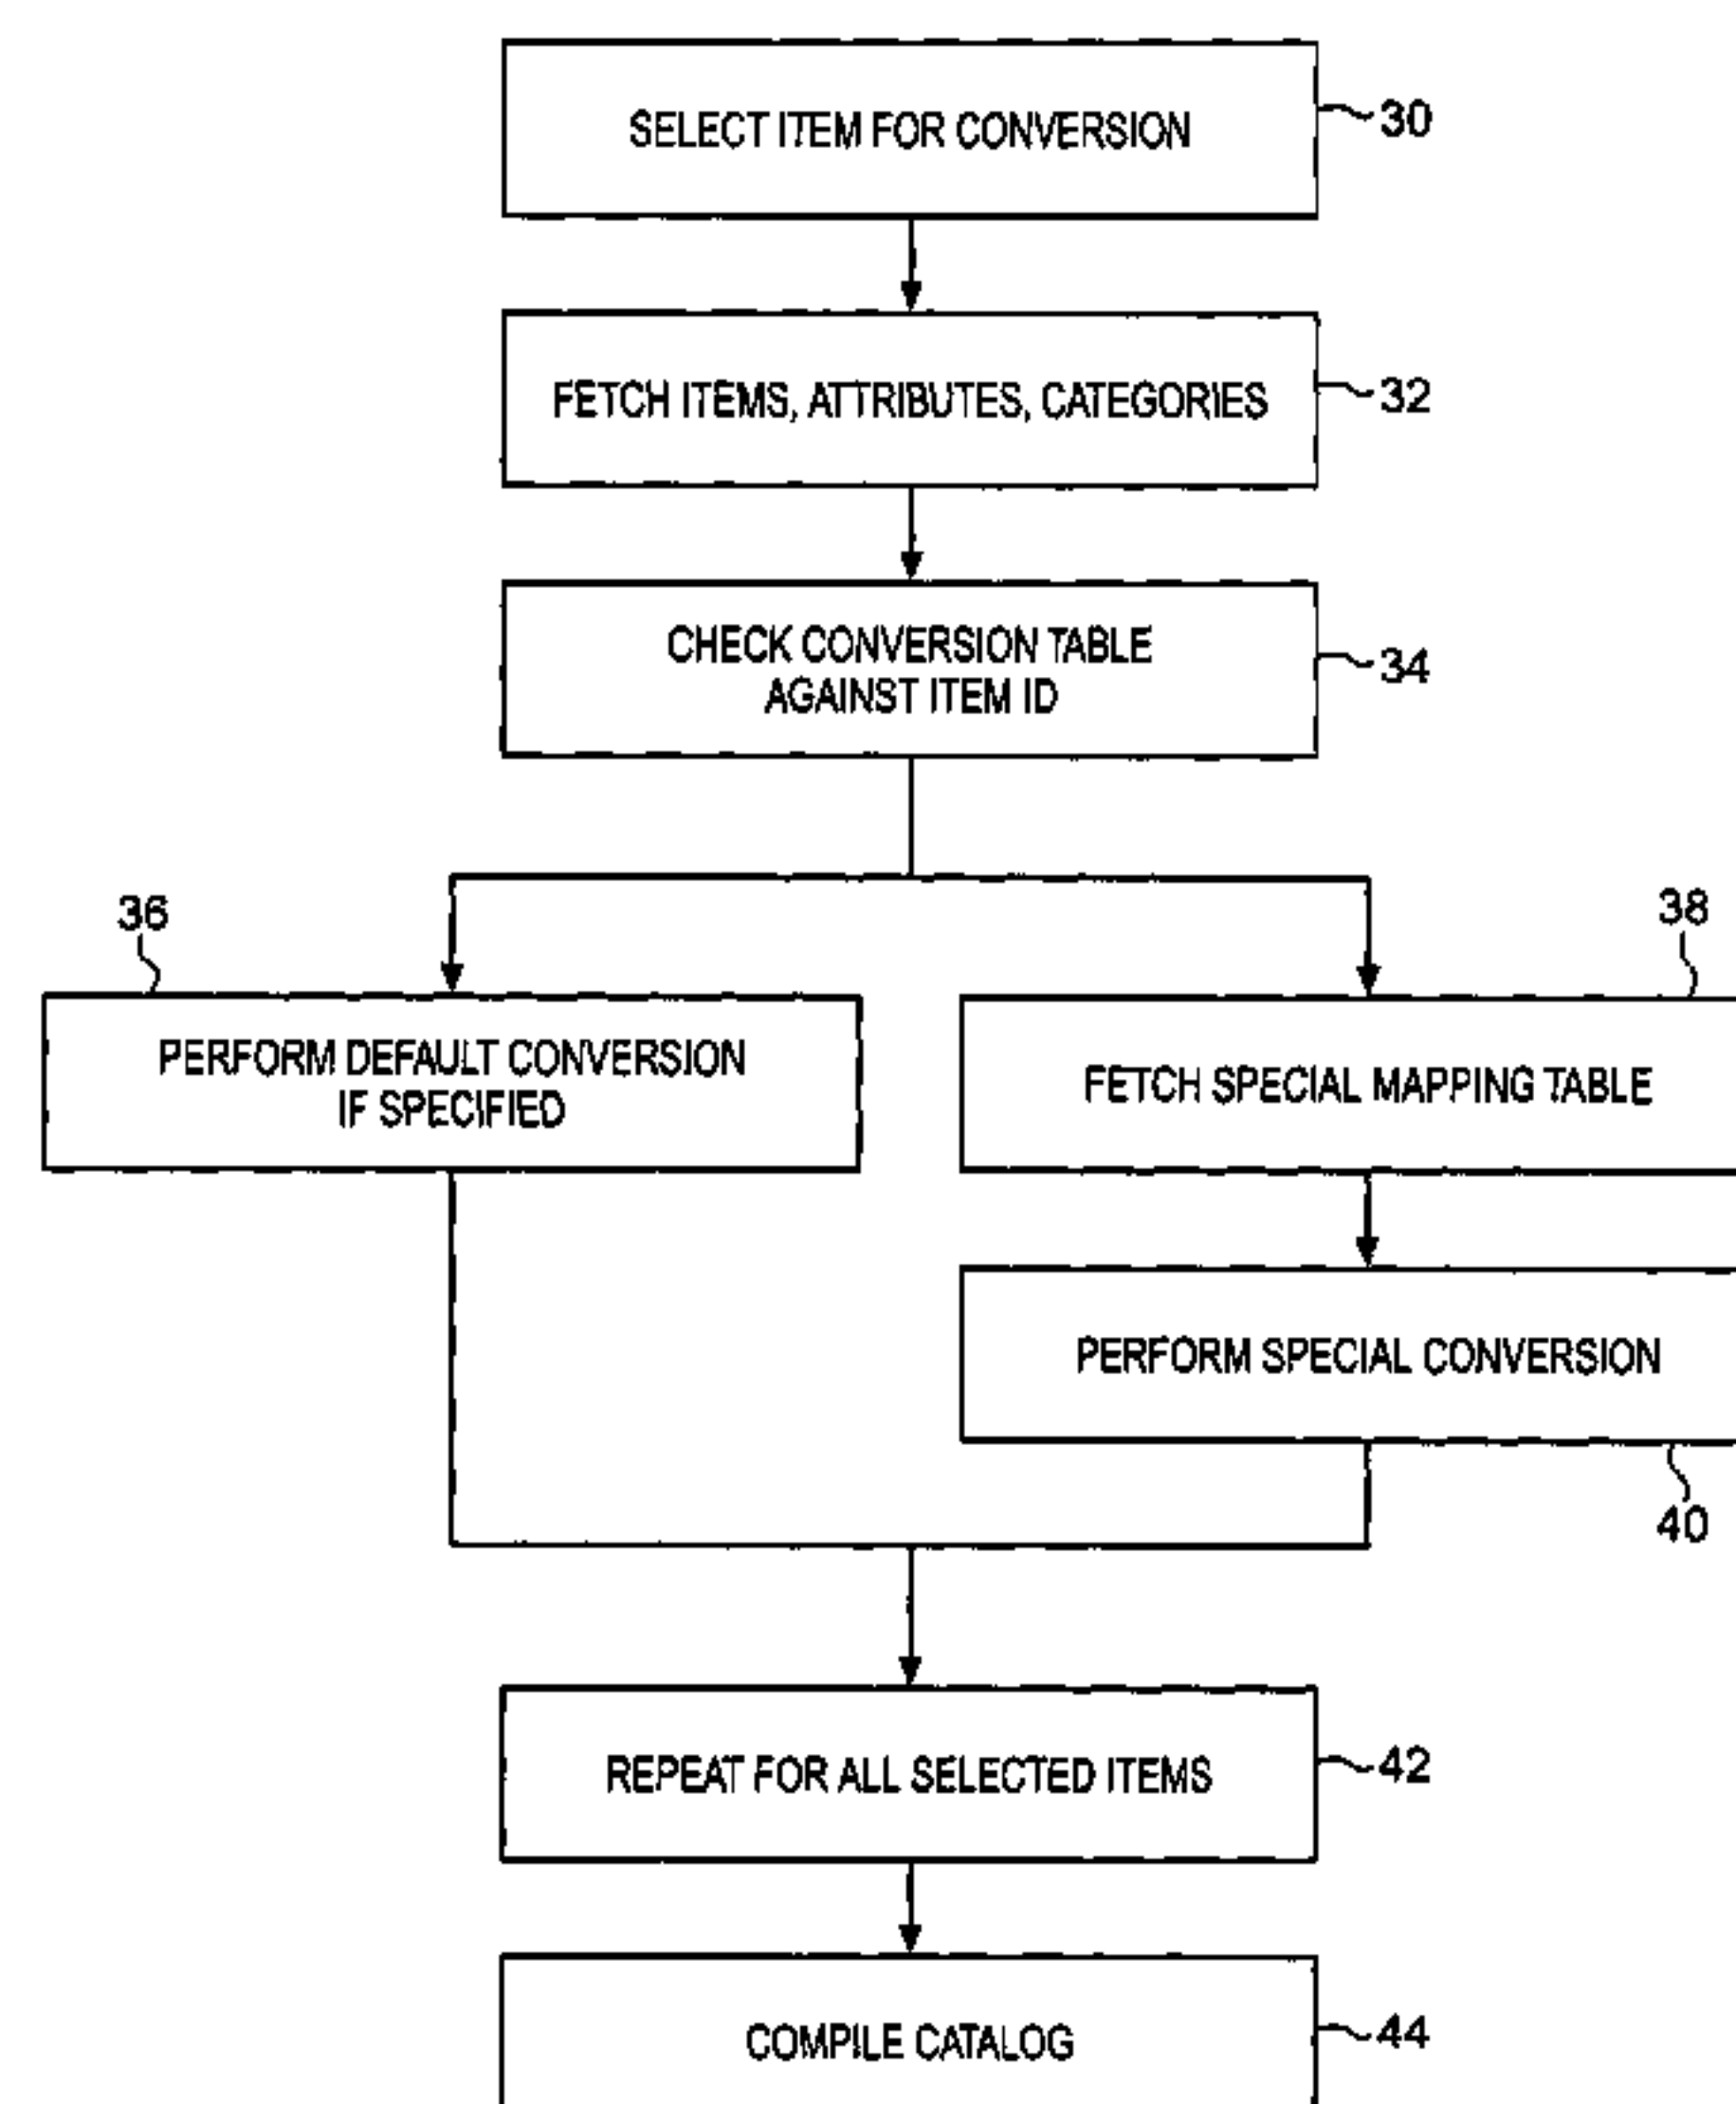 SELECT ITEM FOR CONVERSION
30
FETCH ITEMS, ATTRIBUTES, CATEGORIES
32
CHECK CONVERSION TABLE
AGAINST ITEM ID
34
36
PERFORM DEFAULT CONVERSION
IF SPECIFIED
38
FETCH SPECIAL MAPPING TABLE
PERFORM SPECIAL CONVERSION
40
REPEAT FOR ALL SELECTED ITEMS
42
COMPILE CATALOG
44